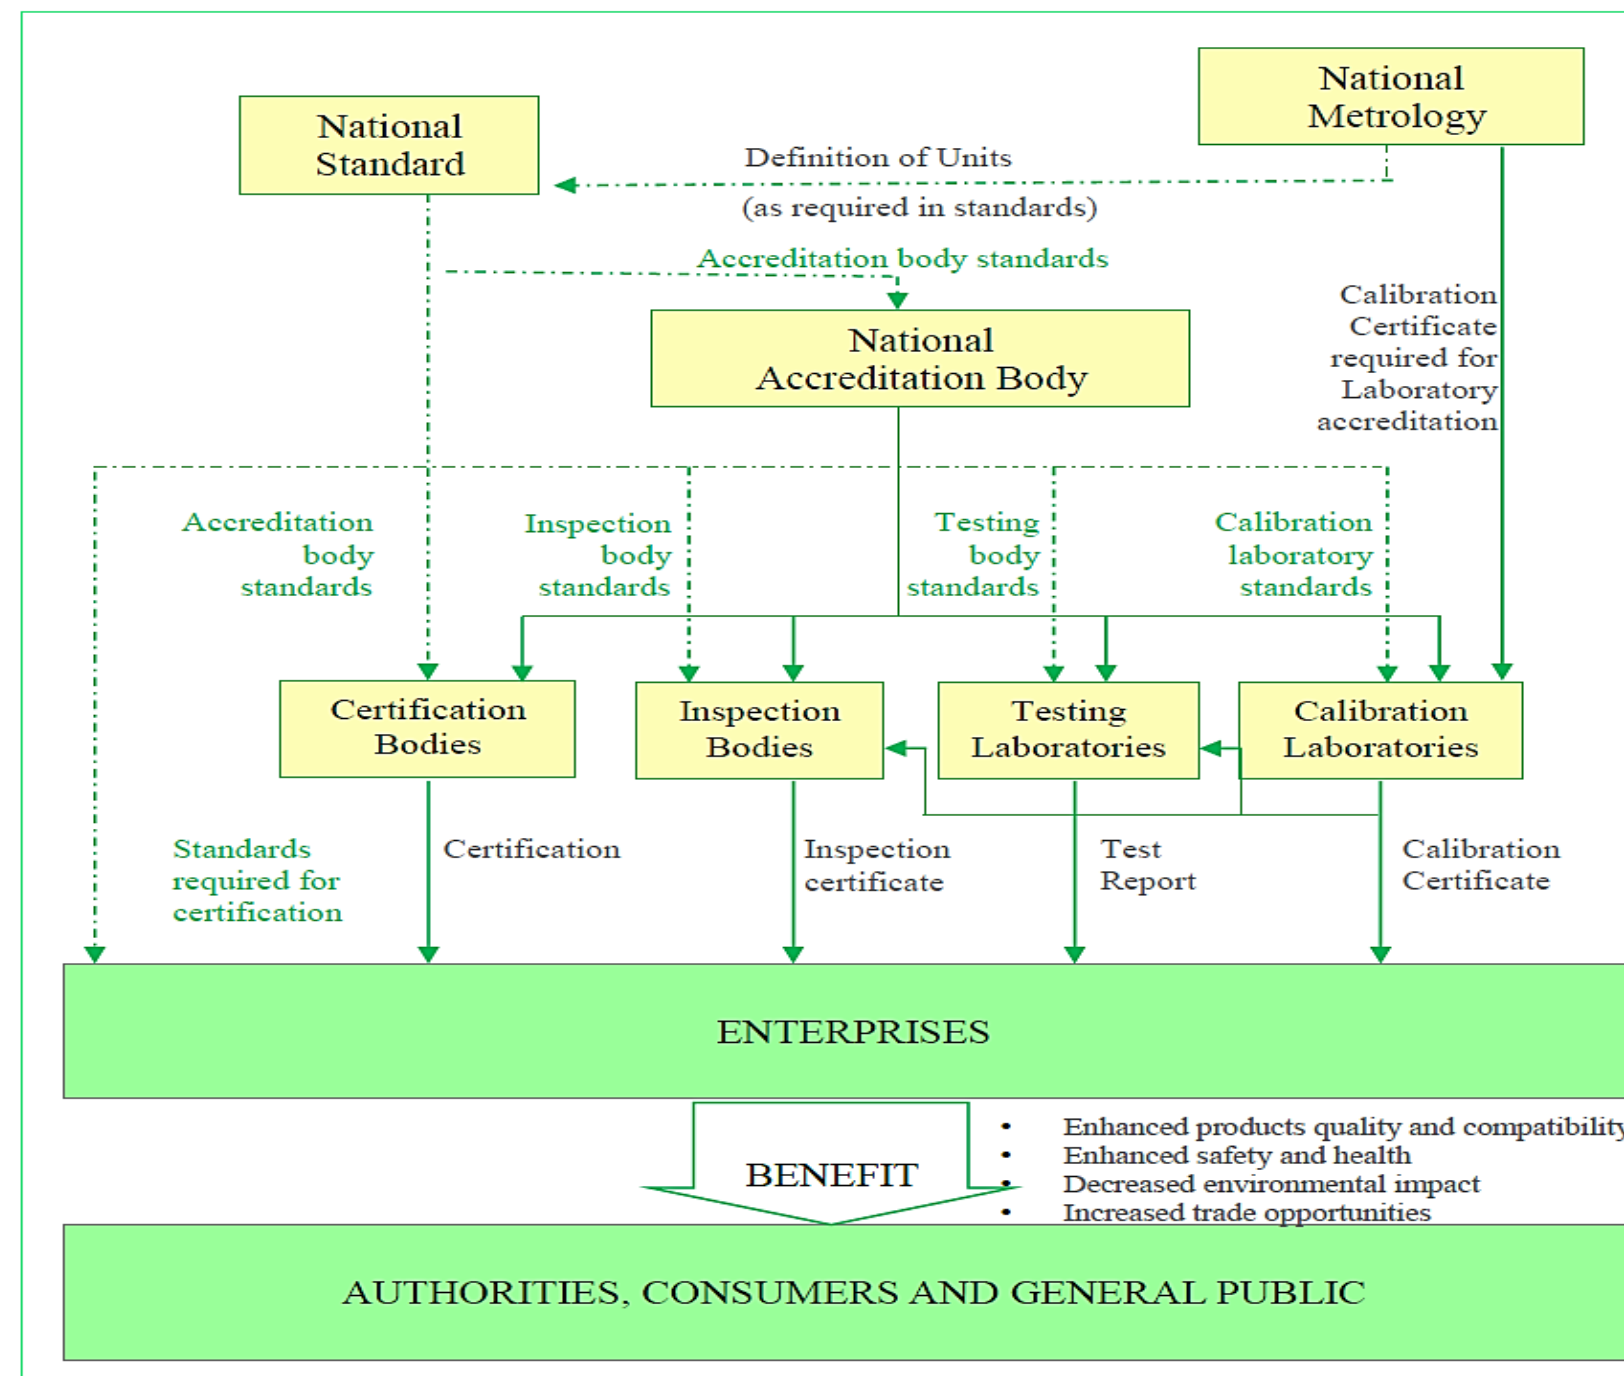 National
Metrology
National
Standard
Definition of Units
(as required in standards)
Accreditation body standards
Calibration
Certificate
required for
Laboratory
accreditation
National
Accreditation Body
Accreditation
body
standards
Inspection
body
standards
Testing
body
standards
Calibration
laboratory
standards
Certification
Bodies
Inspection
Bodies
Testing
Laboratories
Calibration
Laboratories
Standards
required for
certification
Certification
Inspection
certificate
Test
Report
Calibration
Certificate
ENTERPRISES
BENEFIT
• Enhanced products quality and compatibility
• Enhanced safety and health
• Decreased environmental impact
• Increased trade opportunities
AUTHORITIES, CONSUMERS AND GENERAL PUBLIC